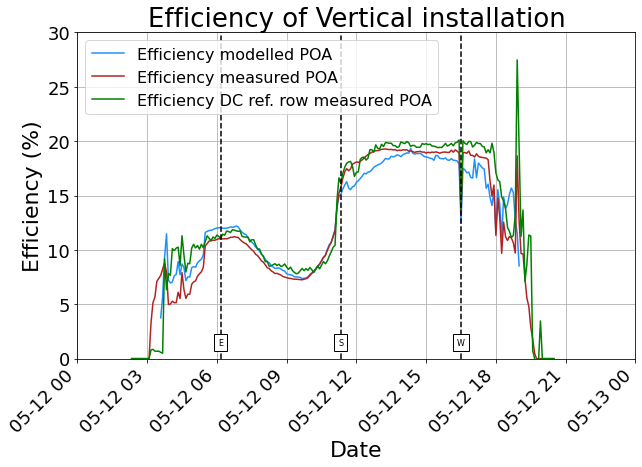 Efficiency of Vertical installation
Efficiency modelled POA
Efficiency measured POA
Efficiency DC ref. row measured POA
Efficiency (%)
30
25
20
15
10
5
0
E
S
W
05-12 00
05-12 03
05-12 06
05-12 09
05-12 12
05-12 15
05-12 18
05-12 21
05-13 00
Date